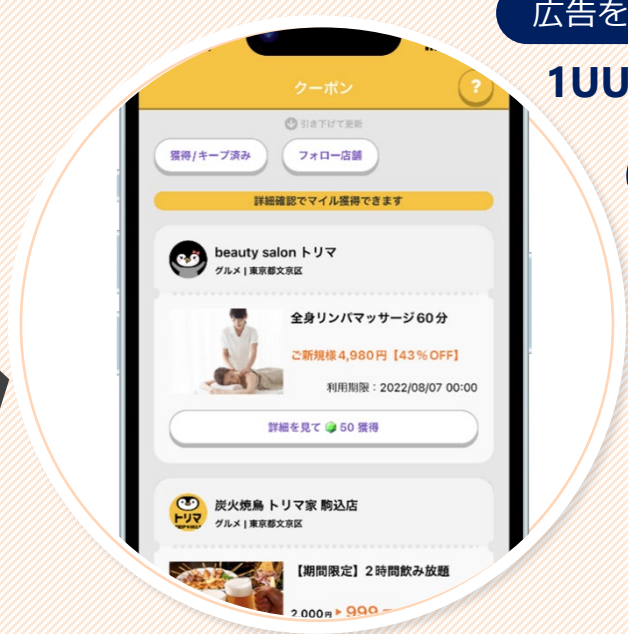 広告を
1UU
クーポン
?
引き下げて更新
獲得/キープ済み
フォロー店舗
詳細確認でマイル獲得できます
beauty salon トリマ
グルメ | 東京都文京区
全身リンパマッサージ60分
ご新規様4,980円【43%OFF】
利用期限：2022/08/07 00:00
詳細を見て 50 獲得
トリマ
炭火焼鳥 トリマ家 駒込店
グルメ | 東京都文京区
【期間限定】2時間飲み放題
2,000円 ▶ 999